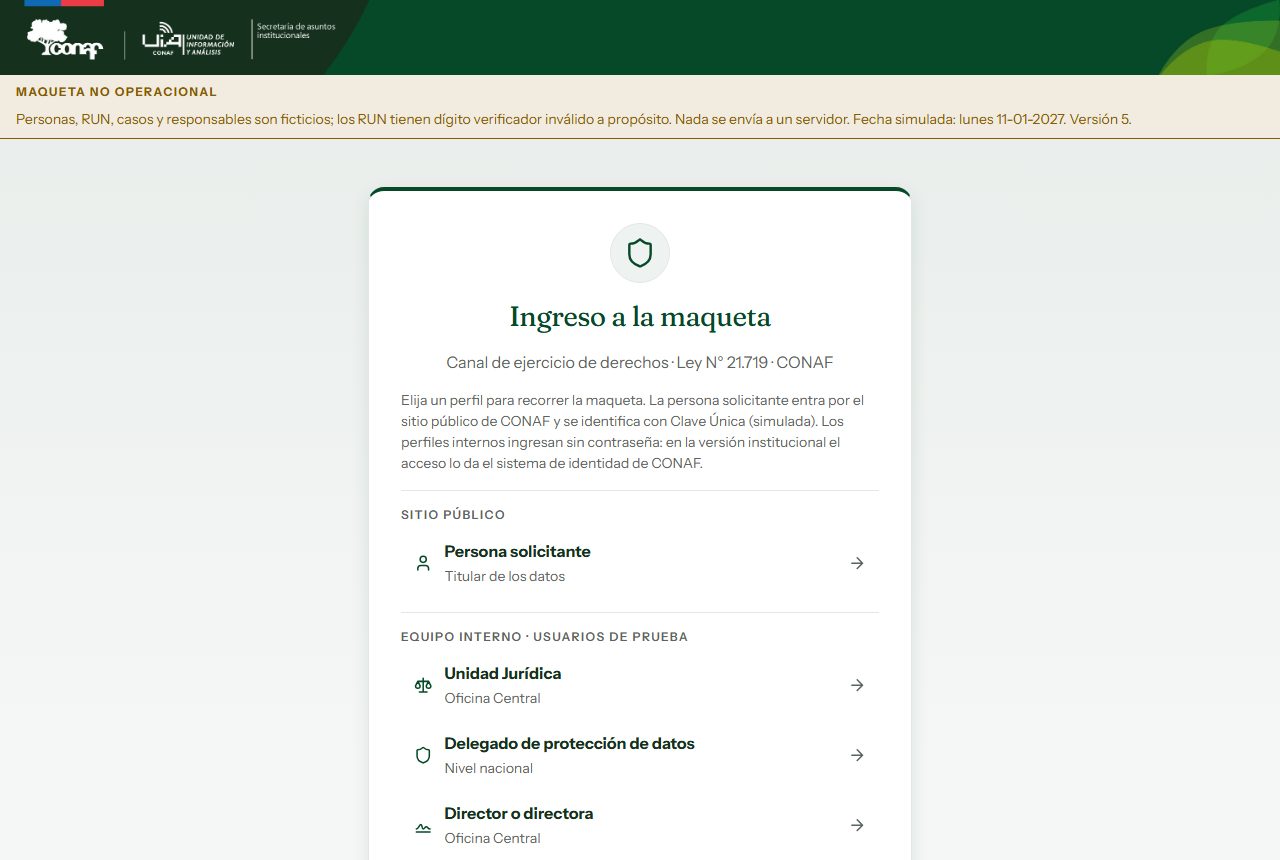 conaf
UiA
CONAF
UNIDAD DE
INFORMACIÓN
Y ANÁLISIS
Secretaría de asuntos
institucionales
MAQUETA NO OPERACIONAL
Personas, RUN, casos y responsables son ficticios; los RUN tienen dígito verificador inválido a propósito. Nada se envía a un servidor. Fecha simulada: lunes 11-01-2027. Versión 5.
Ingreso a la maqueta
Canal de ejercicio de derechos · Ley N° 21.719 · CONAF
Elija un perfil para recorrer la maqueta. La persona solicitante entra por el
sitio público de CONAF y se identifica con Clave Única (simulada). Los
perfiles internos ingresan sin contraseña: en la versión institucional el
acceso lo da el sistema de identidad de CONAF.
SITIO PÚBLICO
Persona solicitante
Titular de los datos
EQUIPO INTERNO · USUARIOS DE PRUEBA
Unidad Jurídica
Oficina Central
Delegado de protección de datos
Nivel nacional
Director o directora
Oficina Central